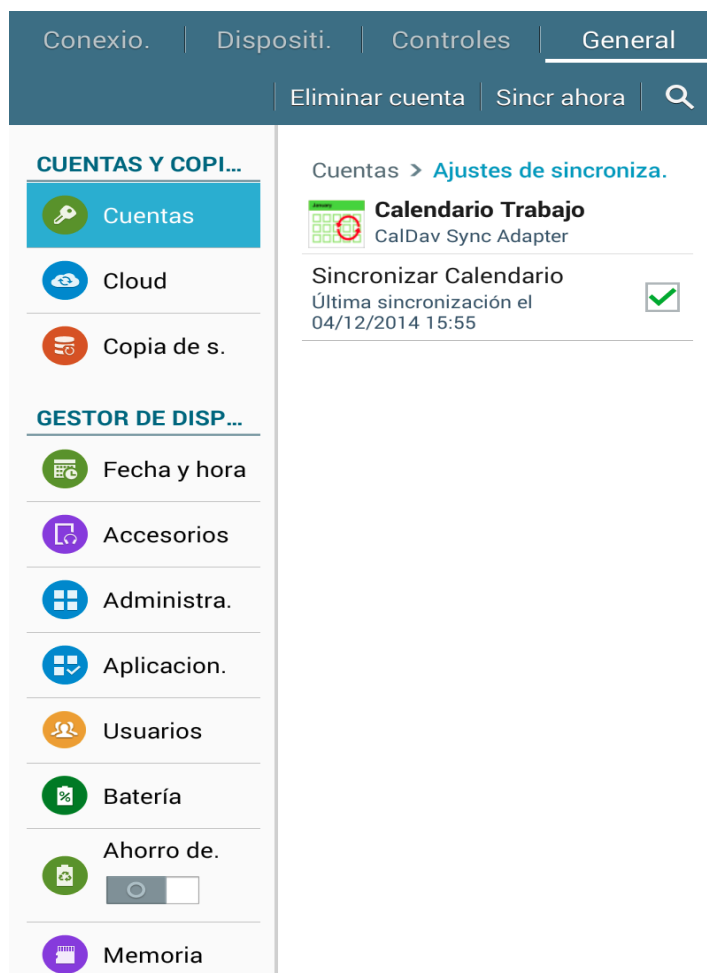 Conexio.
Dispositi.
Controles
General
Eliminar cuenta
Sincr ahora
CUENTAS Y COPI...
Cuentas
Cloud
Copia de s.
GESTOR DE DISP...
Fecha y hora
Accesorios
Administra.
Aplicacion.
Usuarios
Batería
Ahorro de.
Memoria
Cuentas > Ajustes de sincroniza.
January
Calendario Trabajo
CalDav Sync Adapter
Sincronizar Calendario
Última sincronización el
04/12/2014 15:55